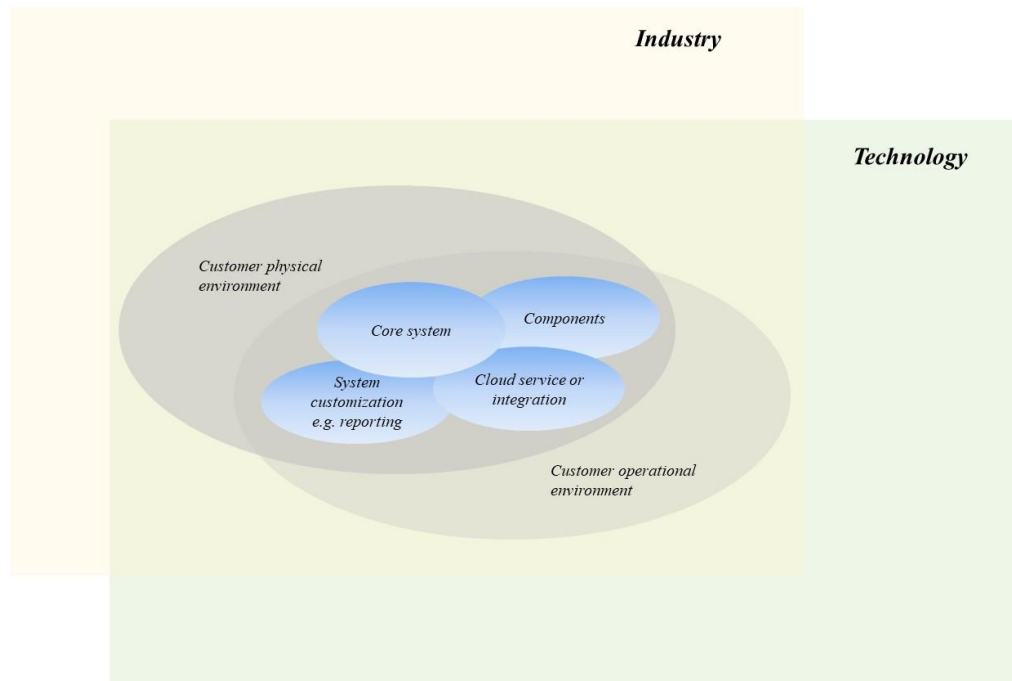 Industry
Technology
Customer physical
environment
Core system
Components
System
customization
e.g. reporting
Cloud service or
integration
Customer operational
environment